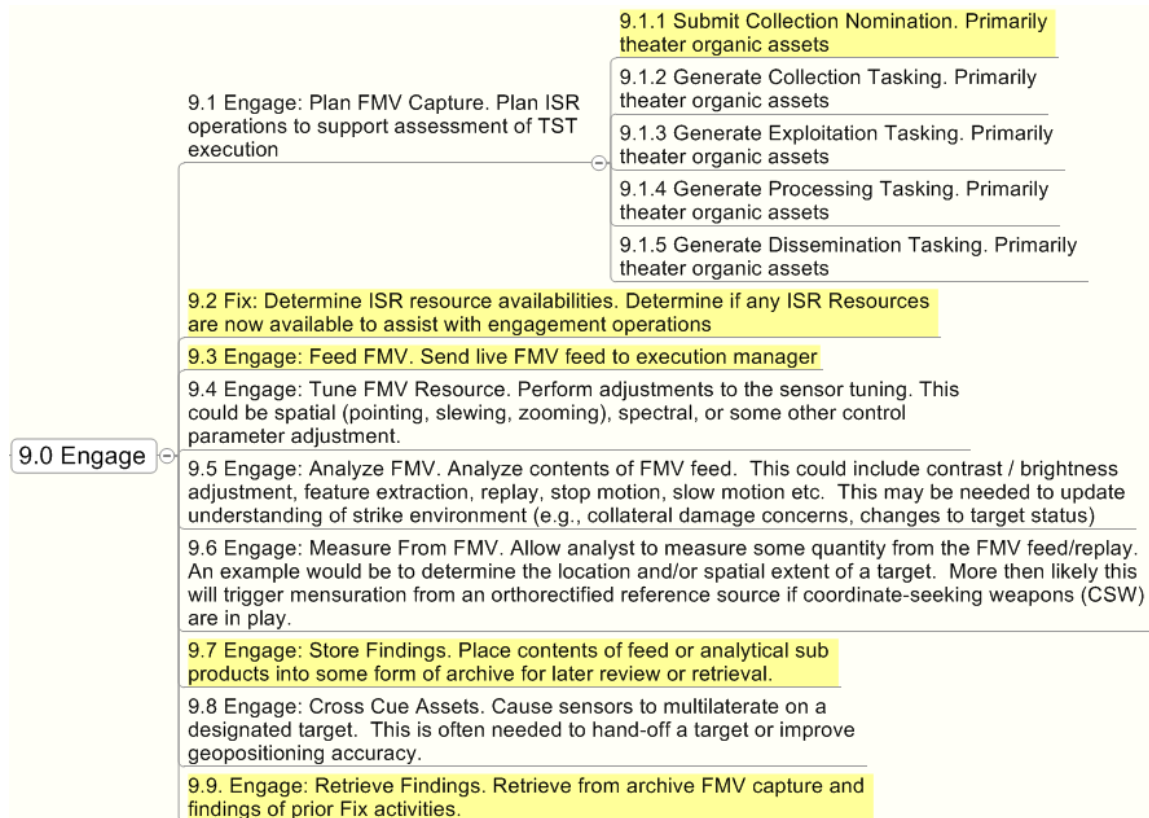 9.1.1 Submit Collection Nomination. Primarily
theater organic assets
9.1.2 Generate Collection Tasking. Primarily
theater organic assets
9.1 Engage: Plan FMV Capture. Plan ISR
operations to support assessment of TST
execution
9.1.3 Generate Exploitation Tasking. Primarily
theater organic assets
9.1.4 Generate Processing Tasking. Primarily
theater organic assets
9.1.5 Generate Dissemination Tasking. Primarily
theater organic assets
9.2 Fix: Determine ISR resource availabilities. Determine if any ISR Resources
are now available to assist with engagement operations
9.3 Engage: Feed FMV. Send live FMV feed to execution manager
9.4 Engage: Tune FMV Resource. Perform adjustments to the sensor tuning. This
could be spatial (pointing, slewing, zooming), spectral, or some other control
parameter adjustment.
9.0 Engage
9.5 Engage: Analyze FMV. Analyze contents of FMV feed.  This could include contrast / brightness
adjustment, feature extraction, replay, stop motion, slow motion etc.  This may be needed to update
understanding of strike environment (e.g., collateral damage concerns, changes to target status)
9.6 Engage: Measure From FMV. Allow analyst to measure some quantity from the FMV feed/replay.
An example would be to determine the location and/or spatial extent of a target.  More then likely this
will trigger mensuration from an orthorectified reference source if coordinate-seeking weapons (CSW)
are in play.
9.7 Engage: Store Findings. Place contents of feed or analytical sub
products into some form of archive for later review or retrieval.
9.8 Engage: Cross Cue Assets. Cause sensors to multilaterate on a
designated target.  This is often needed to hand-off a target or improve
geopositioning accuracy.
9.9. Engage: Retrieve Findings. Retrieve from archive FMV capture and
findings of prior Fix activities.